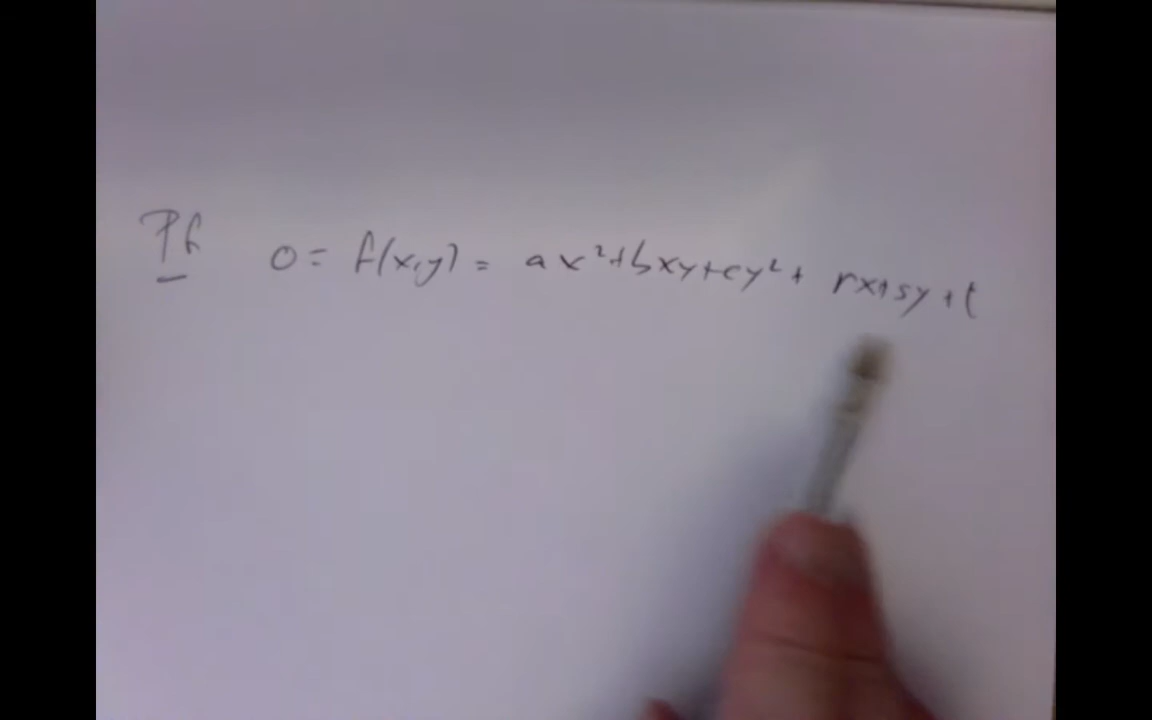 Pf 0 = f(x,y) = ax²+bxy+cy² + rx+sy+t